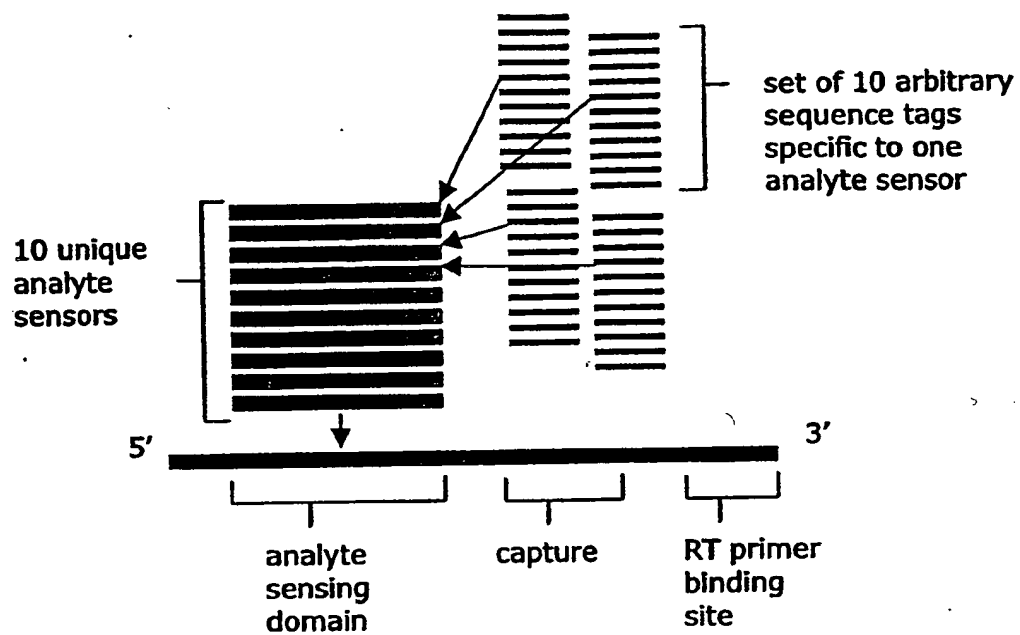 set of 10 arbitrary
sequence tags
specific to one
analyte sensor
10 unique
analyte
sensors
5′
3′
analyte
sensing
domain
capture
RT primer
binding
site